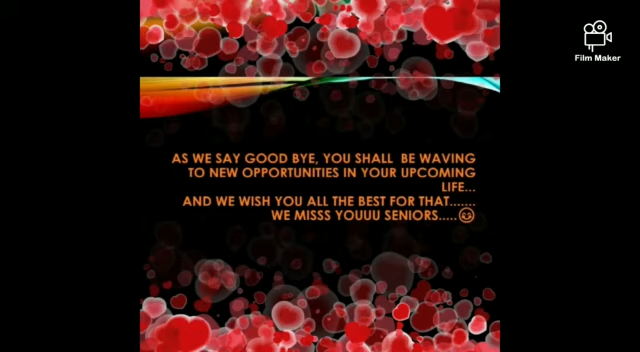 Film Maker
AS WE SAY GOOD BYE, YOU SHALL BE WAVING
TO NEW OPPORTUNITIES IN YOUR UPCOMING
LIFE...
AND WE WISH YOU ALL THE BEST FOR THAT.......
WE MISSS YOUUU SENIORS.....😊